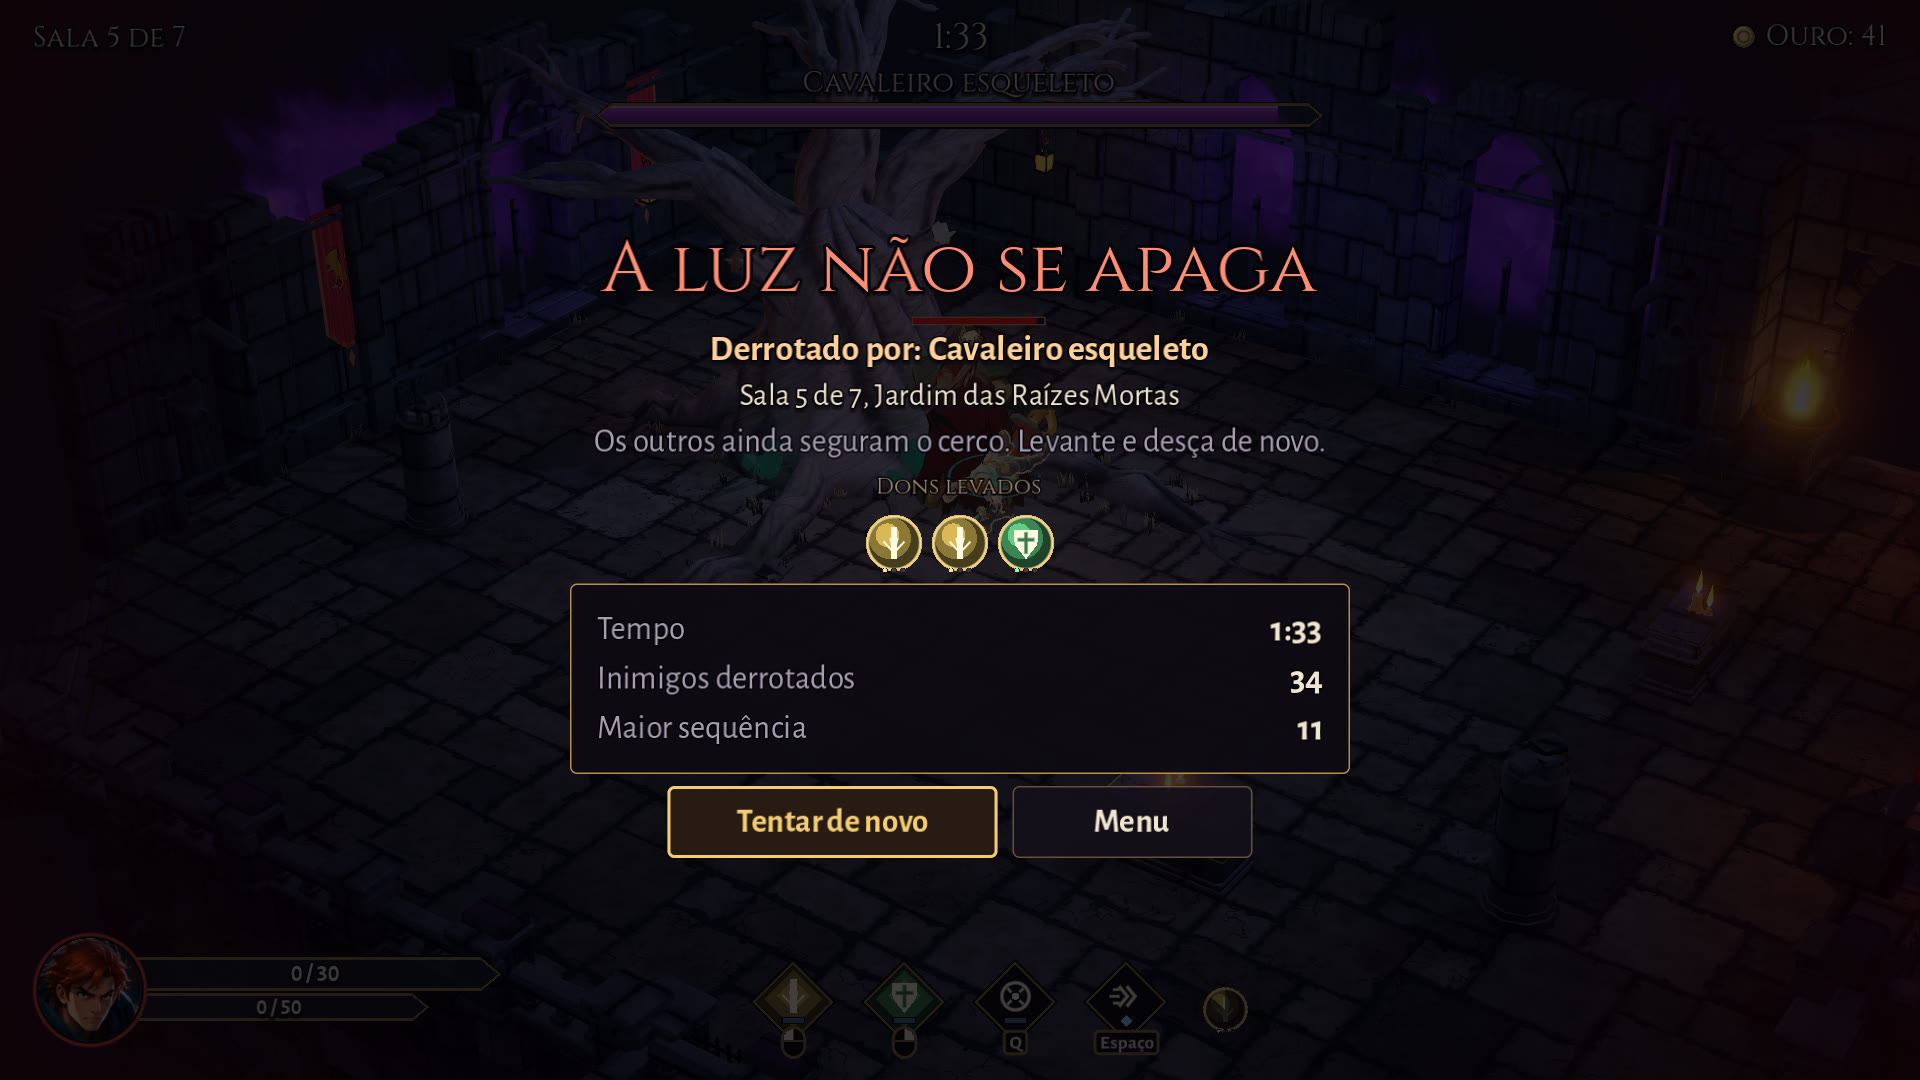 Sala 5 de 7
1:33
Ouro: 41
Cavaleiro esqueleto
A luz não se apaga
Derrotado por: Cavaleiro esqueleto
Sala 5 de 7, Jardim das Raízes Mortas
Os outros ainda seguram o cerco. Levante e desça de novo.
Dons levados
Tempo 1:33
Inimigos derrotados 34
Maior sequência 11
Tentar de novo
Menu
0/30
0/50
Q
Espaço